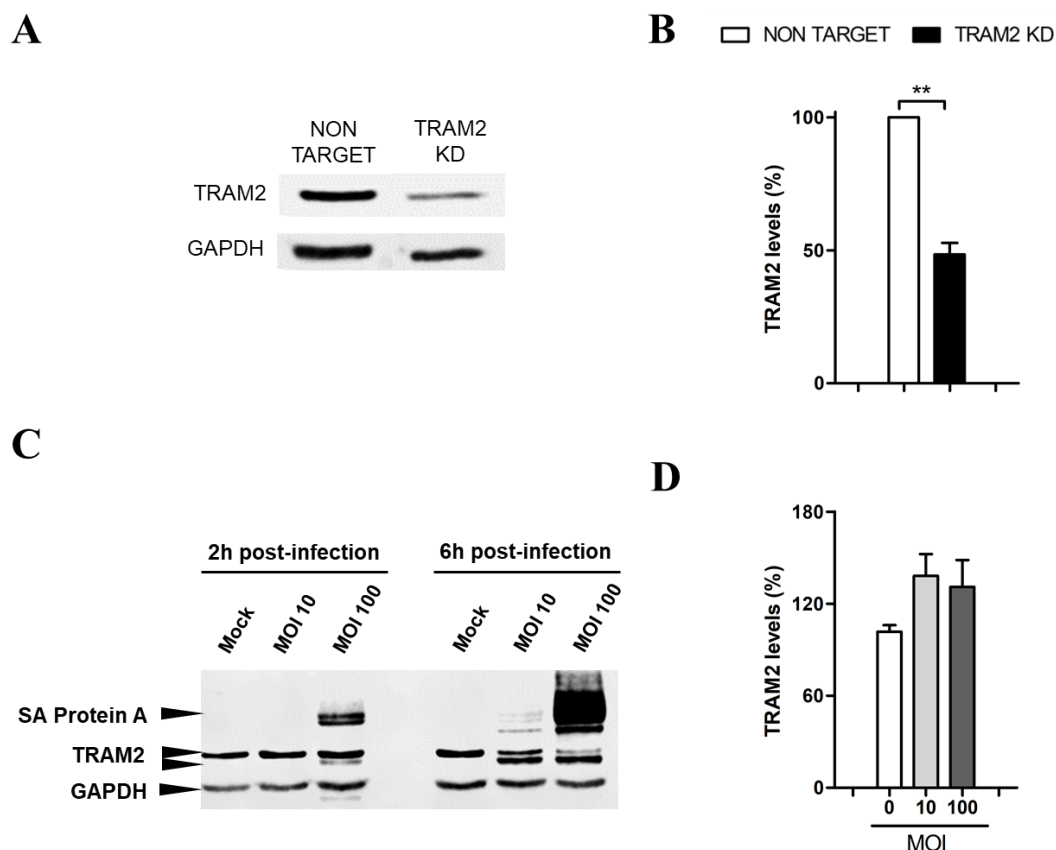 A
NON TARGET
TRAM2 KD
TRAM2
GAPDH
B
NON TARGET TRAM2 KD
**
100
50
0
TRAM2 levels (%)
C
2h post-infection 6h post-infection
Mock MOI 10 MOI 100 Mock MOI 10 MOI 100
SA Protein A
TRAM2
GAPDH
D
180
120
60
0
TRAM2 levels (%)
0 10 100
MOI